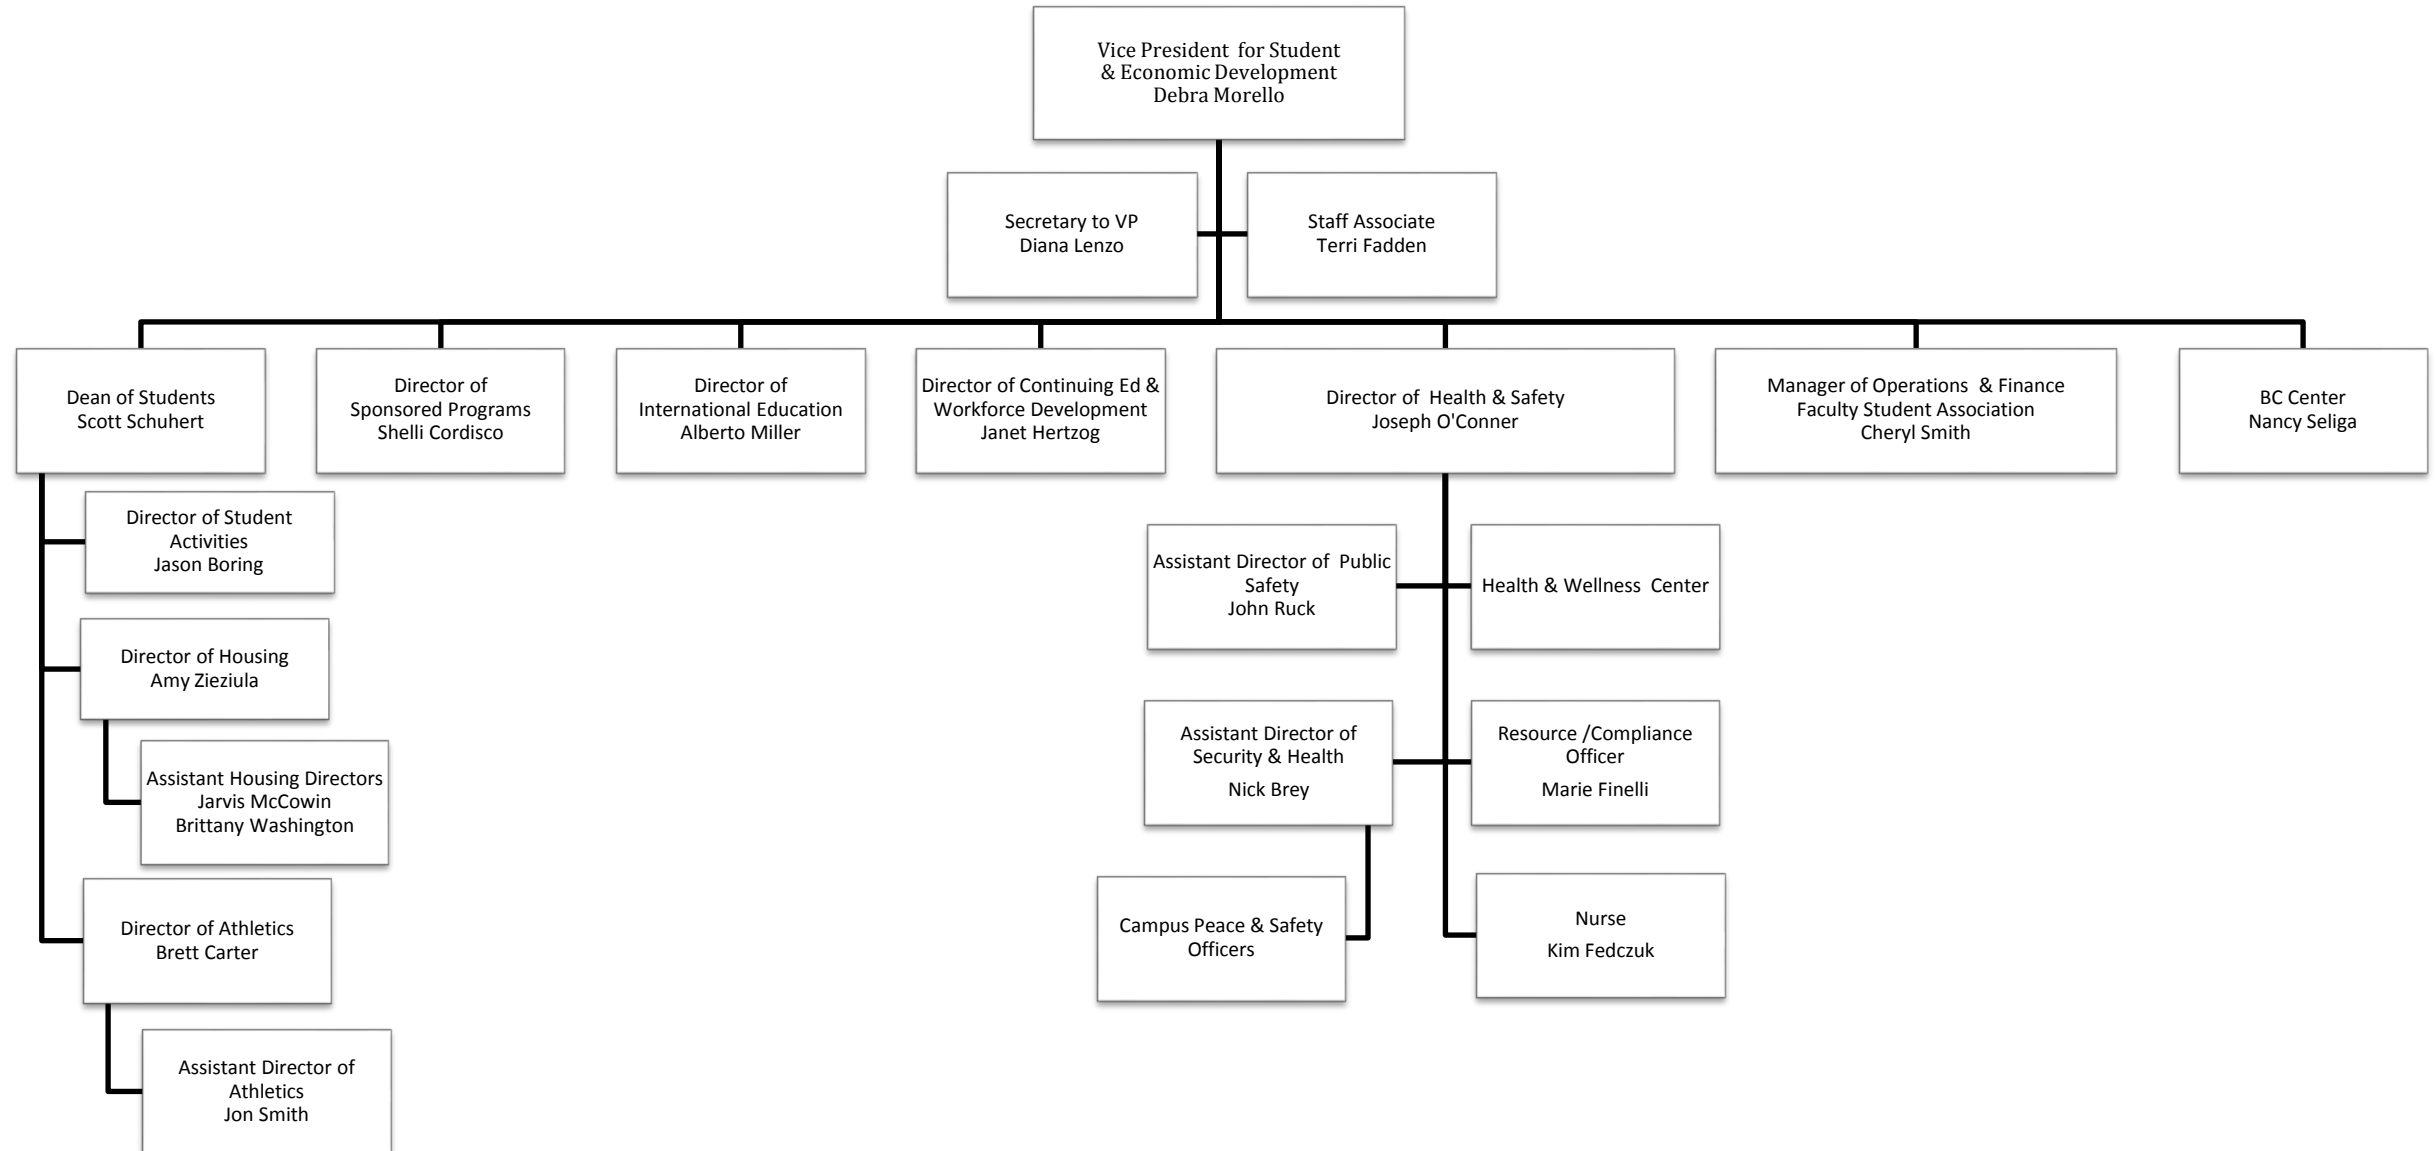 Vice President for Student
& Economic Development
Debra Morello
Secretary to VP
Diana Lenzo
Staff Associate
Terri Fadden
Dean of Students
Scott Schuhert
Director of
Sponsored Programs
Shelli Cordisco
Director of
International Education
Alberto Miller
Director of Continuing Ed &
Workforce Development
Janet Hertzog
Director of Health & Safety
Joseph O'Conner
Manager of Operations & Finance
Faculty Student Association
Cheryl Smith
BC Center
Nancy Seliga
Director of Student
Activities
Jason Boring
Director of Housing
Amy Zieziula
Assistant Housing Directors
Jarvis McCowin
Brittany Washington
Director of Athletics
Brett Carter
Assistant Director of
Athletics
Jon Smith
Assistant Director of Public
Safety
John Ruck
Health & Wellness Center
Assistant Director of
Security & Health
Nick Brey
Resource /Compliance
Officer
Marie Finelli
Campus Peace & Safety
Officers
Nurse
Kim Fedczuk